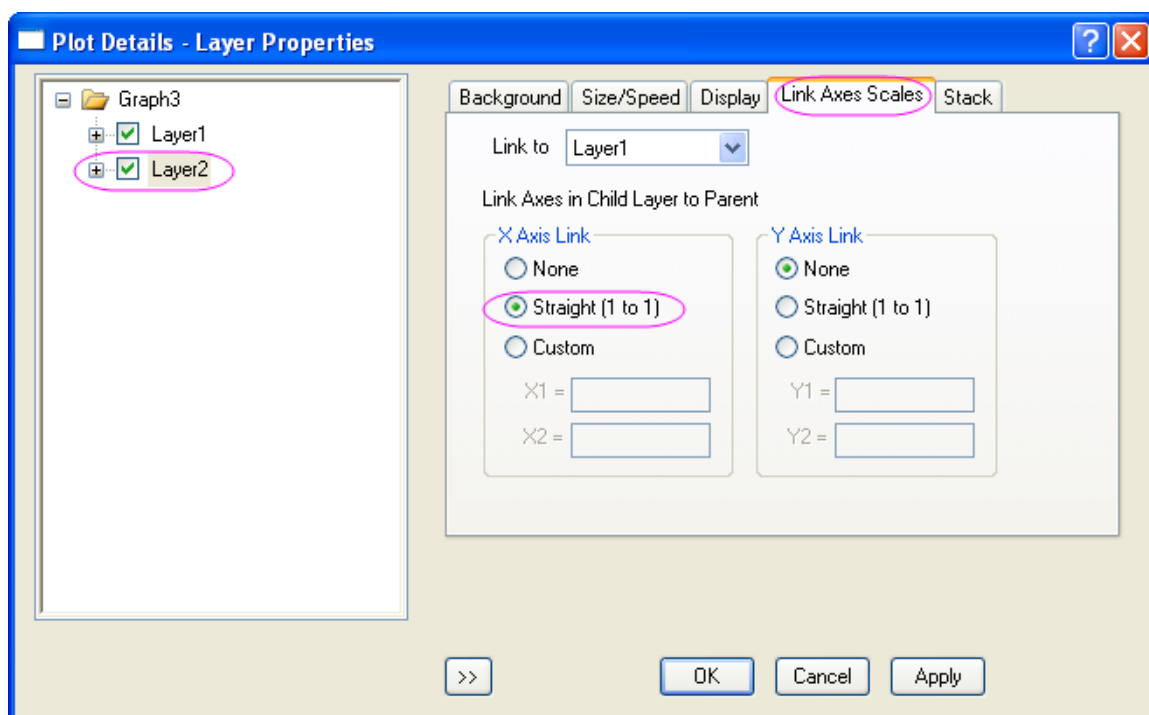 Plot Details - Layer Properties
Graph3
Layer1
Layer2
Background Size/Speed Display Link Axes Scales Stack
Link to Layer1
Link Axes in Child Layer to Parent
X Axis Link
None
Straight (1 to 1)
Custom
X1 =
X2 =
Y Axis Link
None
Straight (1 to 1)
Custom
Y1 =
Y2 =
>> OK Cancel Apply